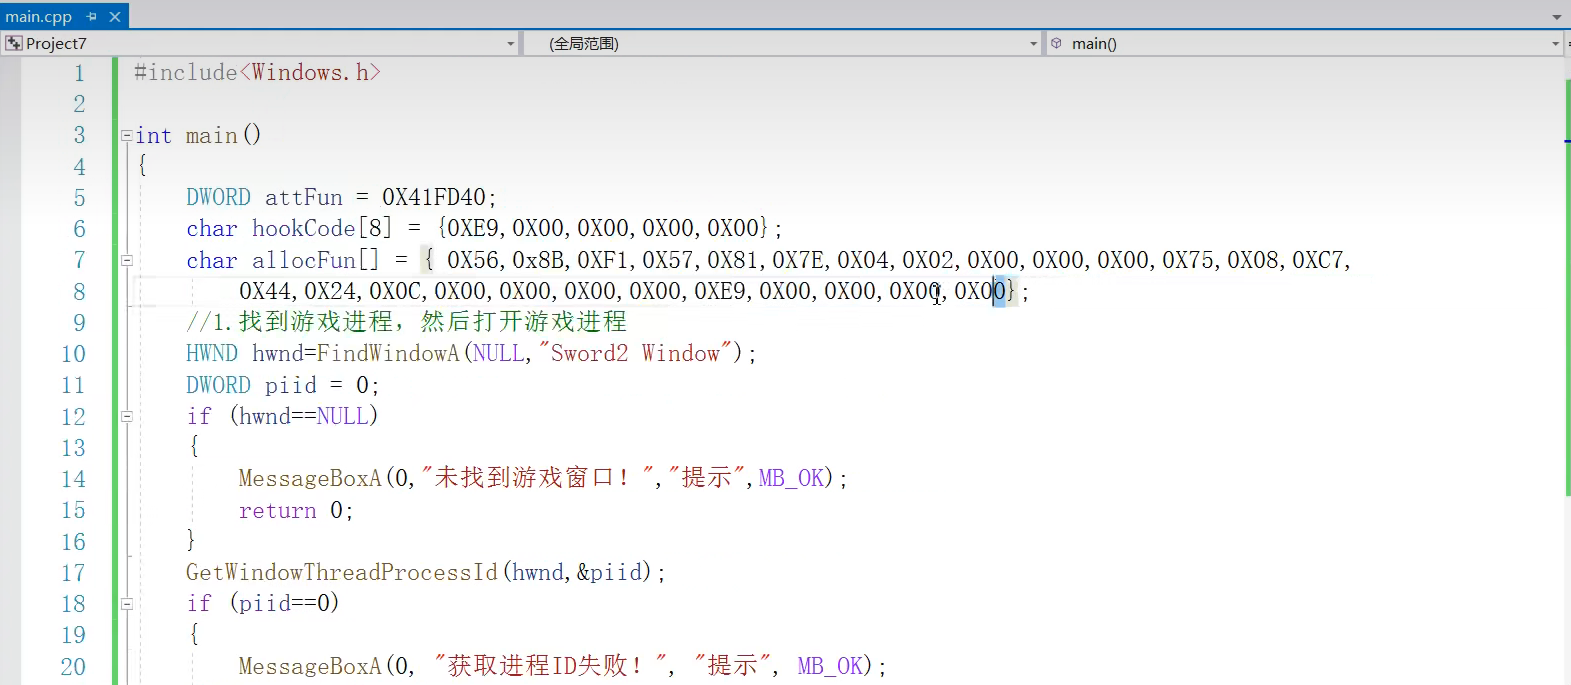 main.cpp
Project7 (全局范围) main()
1 #include<Windows.h>
2
3 int main()
4 {
5 DWORD attFun = 0X41FD40;
6 char hookCode[8] = {0XE9,0X00,0X00,0X00,0X00};
7 char allocFun[] = { 0X56,0x8B,0XF1,0X57,0X81,0X7E,0X04,0X02,0X00,0X00,0X00,0X75,0X08,0XC7,
8 0X44,0X24,0X0C,0X00,0X00,0X00,0X00,0XE9,0X00,0X00,0X00,0X00};
9 //1.找到游戏进程，然后打开游戏进程
10 HWND hwnd=FindWindowA(NULL,"Sword2 Window");
11 DWORD piid = 0;
12 if (hwnd==NULL)
13 {
14 MessageBoxA(0,"未找到游戏窗口！","提示",MB_OK);
15 return 0;
16 }
17 GetWindowThreadProcessId(hwnd,&piid);
18 if (piid==0)
19 {
20 MessageBoxA(0, "获取进程ID失败！", "提示", MB_OK);